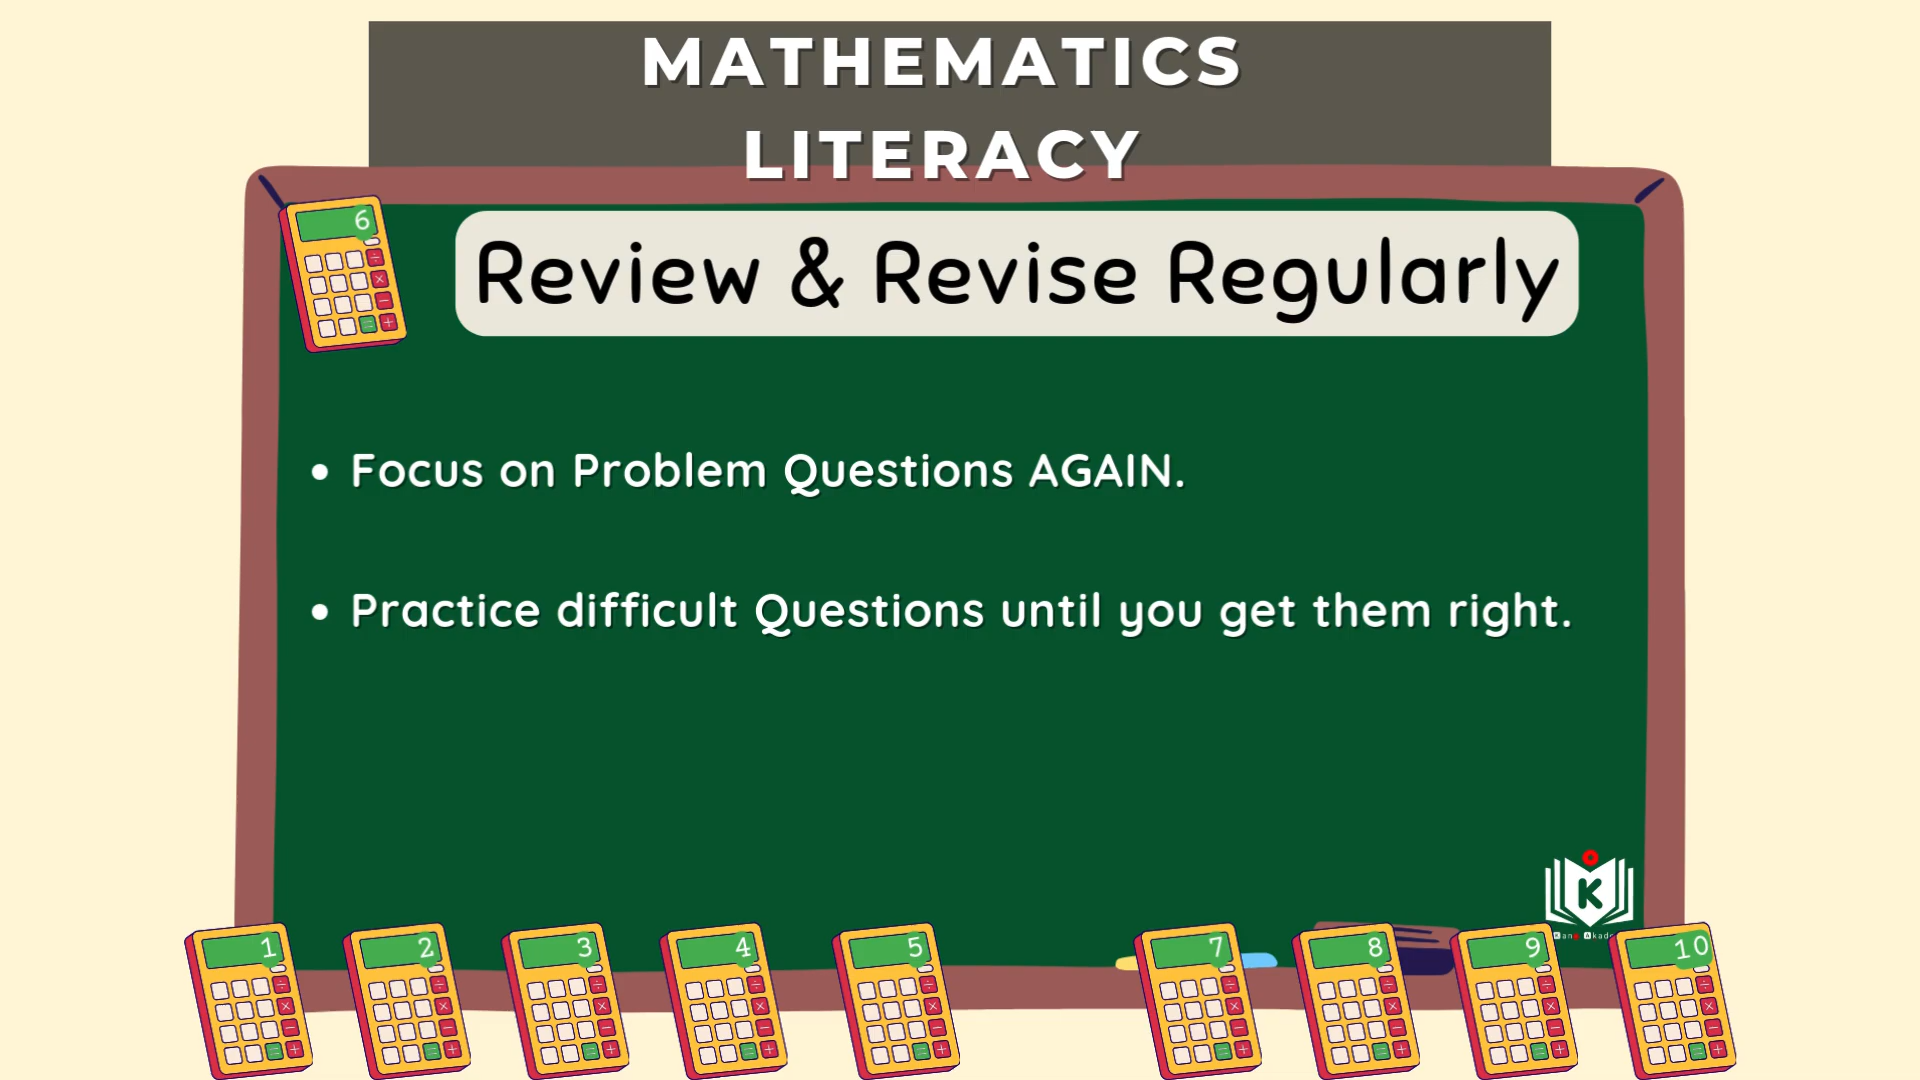 MATHEMATICS
LITERACY
6
Review & Revise Regularly
• Focus on Problem Questions AGAIN.
• Practice difficult Questions until you get them right.
K
1
2
3
4
5
7
8
9
10